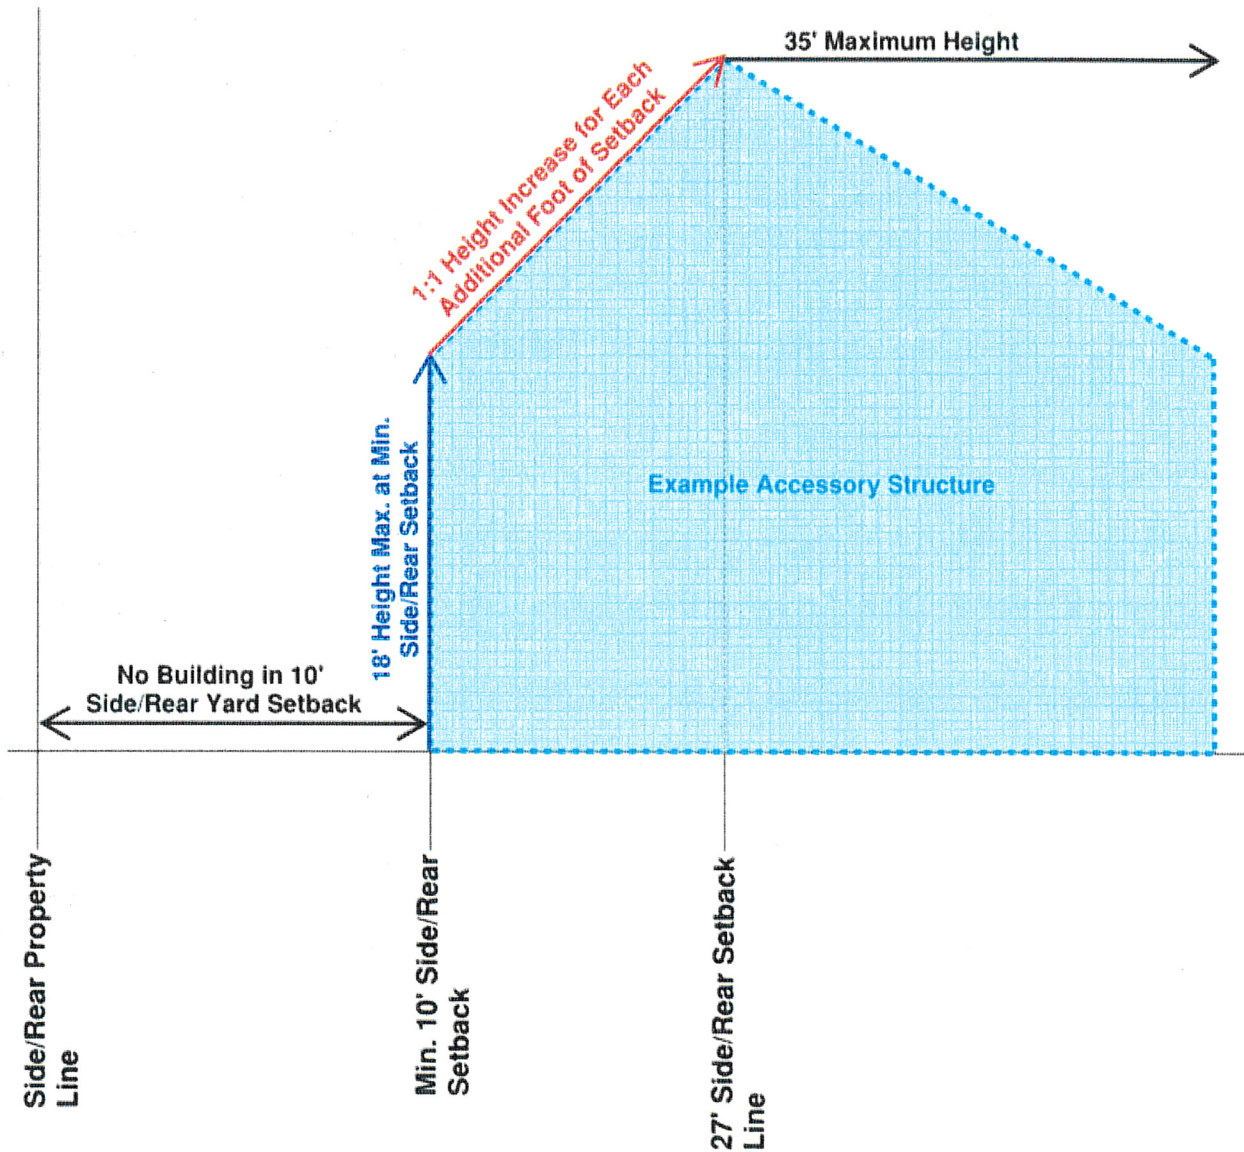 35' Maximum Height
1:1 Height Increase for Each
Additional Foot of Setback
18' Height Max. at Min.
Side/Rear Setback
Example Accessory Structure
No Building in 10'
Side/Rear Yard Setback
Side/Rear Property
Line
Min. 10' Side/Rear
Setback
27' Side/Rear Setback
Line